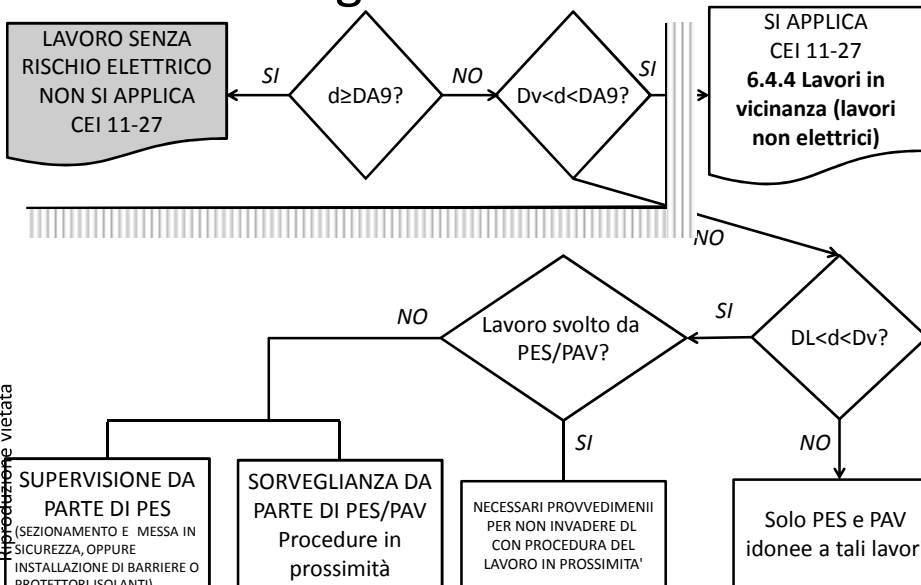 LAVORO SENZA
RISCHIO ELETTRICO
NON SI APPLICA
CEI 11-27
SI
d≥DA9?
NO
Dv<d<DA9?
SI
SI APPLICA
CEI 11-27
6.4.4 Lavori in
vicinanza (lavori
non elettrici)
NO
DL<d<Dv?
SI
Lavoro svolto da
PES/PAV?
NO
SI
NO
SUPERVISIONE DA
PARTE DI PES
(SEZIONAMENTO E MESSA IN
SICUREZZA, OPPURE
INSTALLAZIONE DI BARRIERE O
PROTETTORI ISOLANTI)
SORVEGLIANZA DA
PARTE DI PES/PAV
Procedure in
prossimità
NECESSARI PROVVEDIMENII
PER NON INVADERE DL
CON PROCEDURA DEL
LAVORO IN PROSSIMITA'
Solo PES e PAV
idonee a tali lavor
Riproduzione vietata